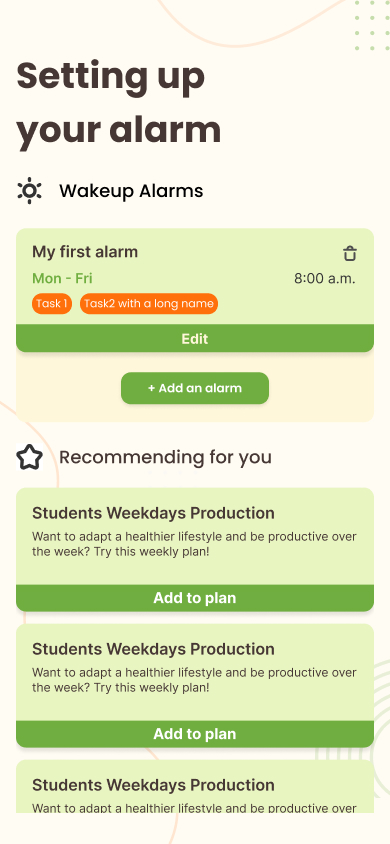 Setting up
your alarm
Wakeup Alarms
My first alarm
Mon - Fri
8:00 a.m.
Task 1
Task2 with a long name
Edit
+ Add an alarm
Recommending for you
Students Weekdays Production
Want to adapt a healthier lifestyle and be productive over
the week? Try this weekly plan!
Add to plan
Students Weekdays Production
Want to adapt a healthier lifestyle and be productive over
the week? Try this weekly plan!
Add to plan
Students Weekdays Production
Want to adapt a healthier lifestyle and be productive over